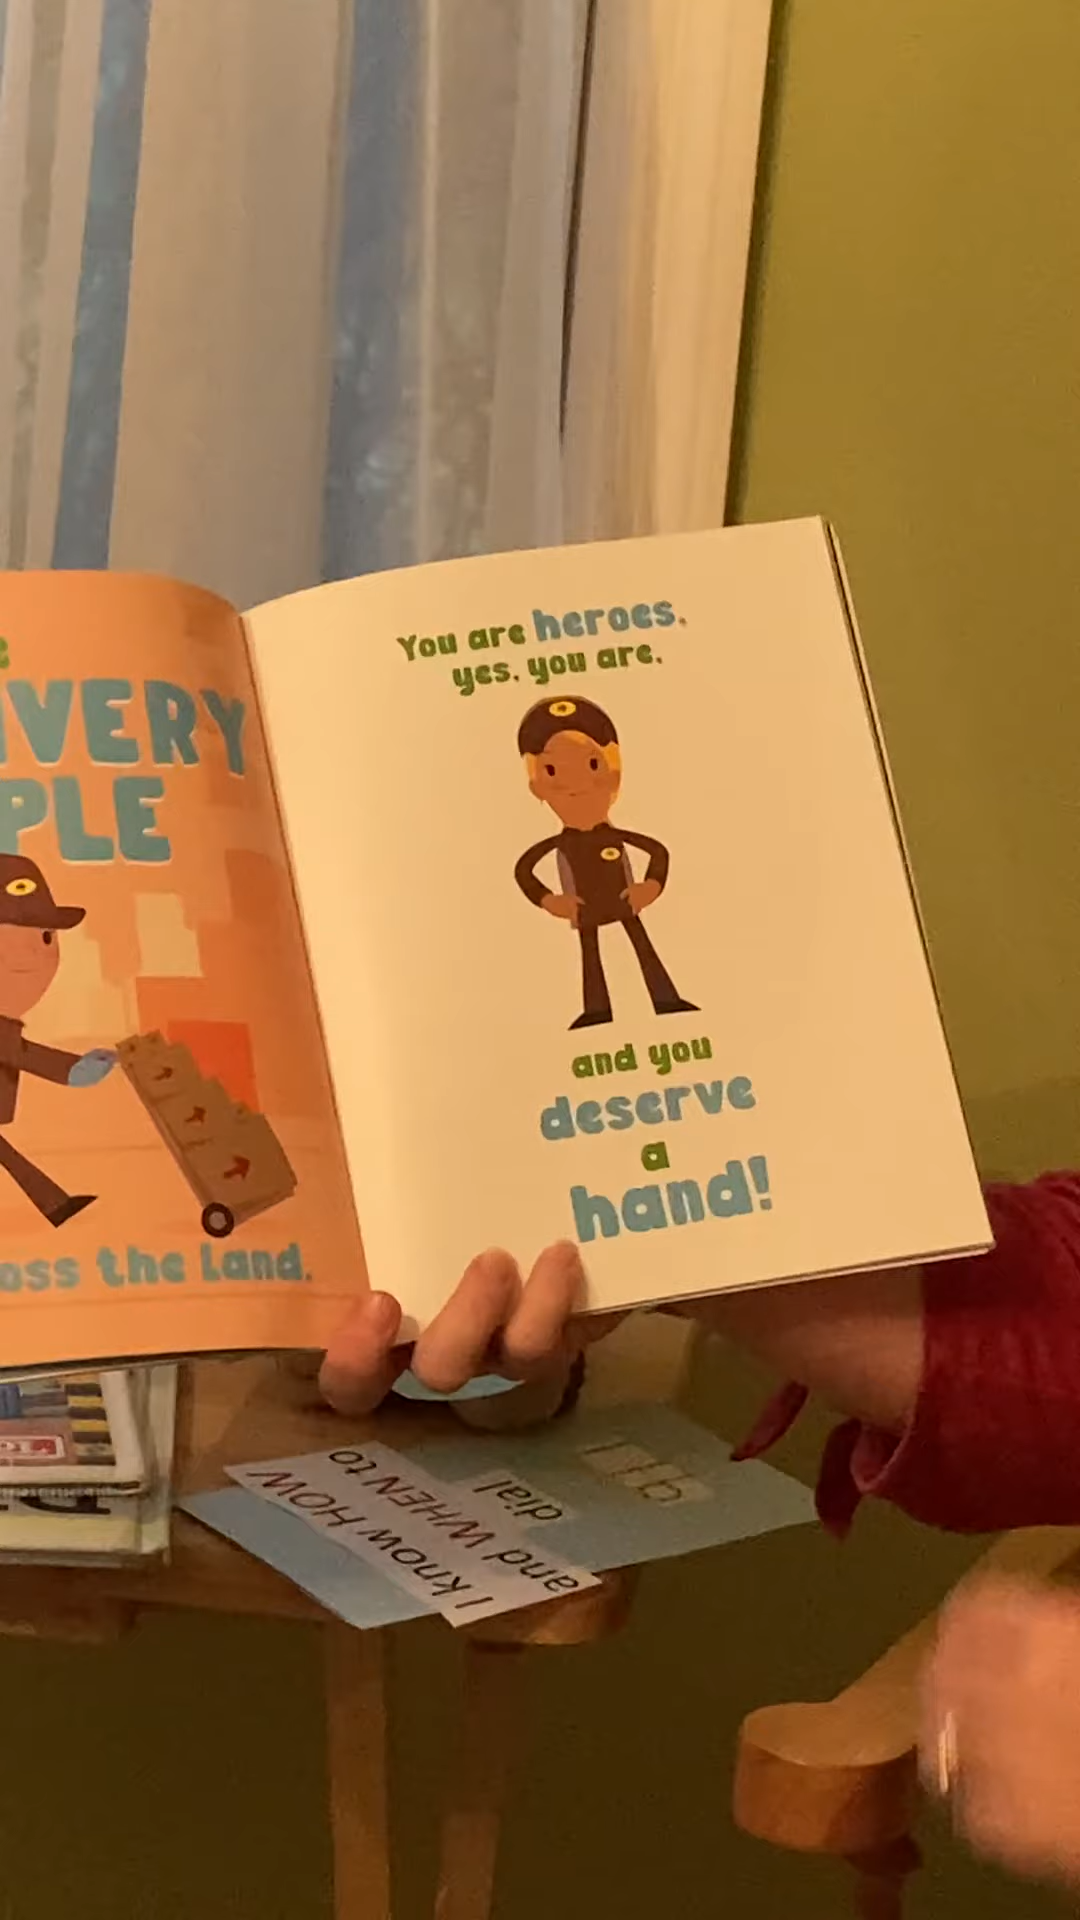 IVERY
PLE
oss the Land.
You are heroes,
yes, you are,
and you
deserve
a
hand!
I know HOW
and WHEN to
dial
911